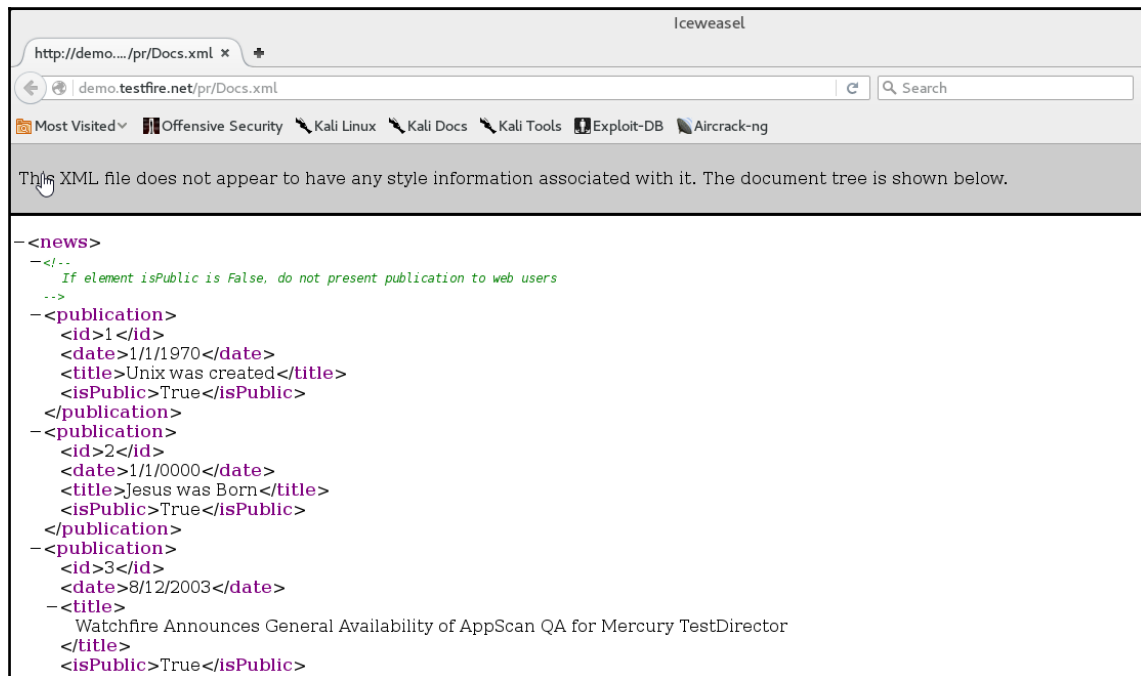 Iceweasel
http://demo..../pr/Docs.xml × +
demo.testfire.net/pr/Docs.xml Search
Most Visited Offensive Security Kali Linux Kali Docs Kali Tools Exploit-DB Aircrack-ng
This XML file does not appear to have any style information associated with it. The document tree is shown below.
−<news>
−<!--
If element isPublic is False, do not present publication to web users
-->
−<publication>
<id>1</id>
<date>1/1/1970</date>
<title>Unix was created</title>
<isPublic>True</isPublic>
</publication>
−<publication>
<id>2</id>
<date>1/1/0000</date>
<title>Jesus was Born</title>
<isPublic>True</isPublic>
</publication>
−<publication>
<id>3</id>
<date>8/12/2003</date>
−<title>
Watchfire Announces General Availability of AppScan QA for Mercury TestDirector
</title>
<isPublic>True</isPublic>